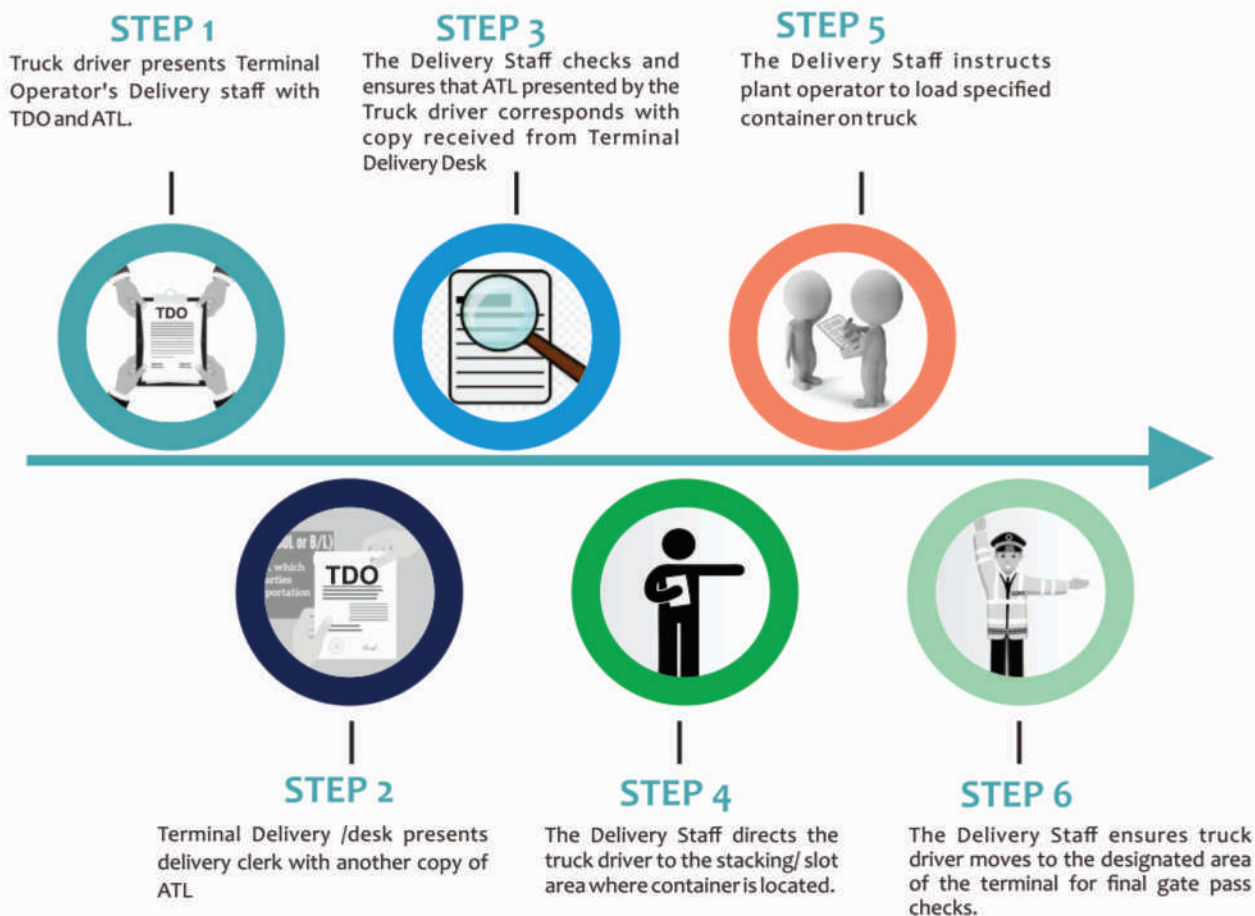 STEP 1
Truck driver presents Terminal
Operator's Delivery staff with
TDO and ATL.
STEP 3
The Delivery Staff checks and
ensures that ATL presented by the
Truck driver corresponds with
copy received from Terminal
Delivery Desk
STEP 5
The Delivery Staff instructs
plant operator to load specified
container on truck
TDO
OL or B/L)
, which
arties
portation
TDO
STEP 2
Terminal Delivery /desk presents
delivery clerk with another copy of
ATL
STEP 4
The Delivery Staff directs the
truck driver to the stacking/ slot
area where container is located.
STEP 6
The Delivery Staff ensures truck
driver moves to the designated area
of the terminal for final gate pass
checks.